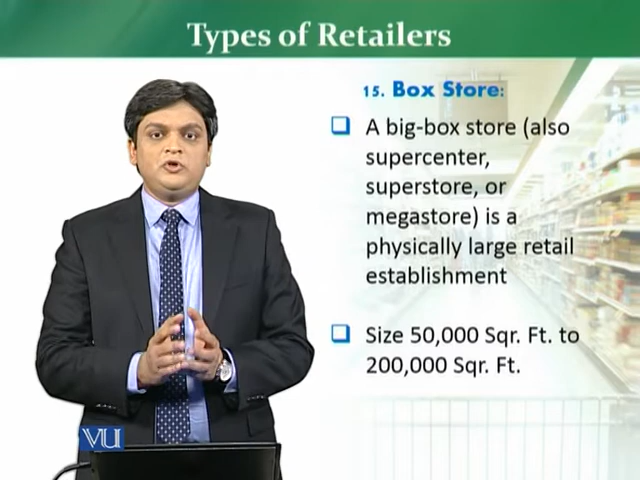 Types of Retailers
15. Box Store:
A big-box store (also
supercenter,
superstore, or
megastore) is a
physically large retail
establishment
Size 50,000 Sqr. Ft. to
200,000 Sqr. Ft.
VU